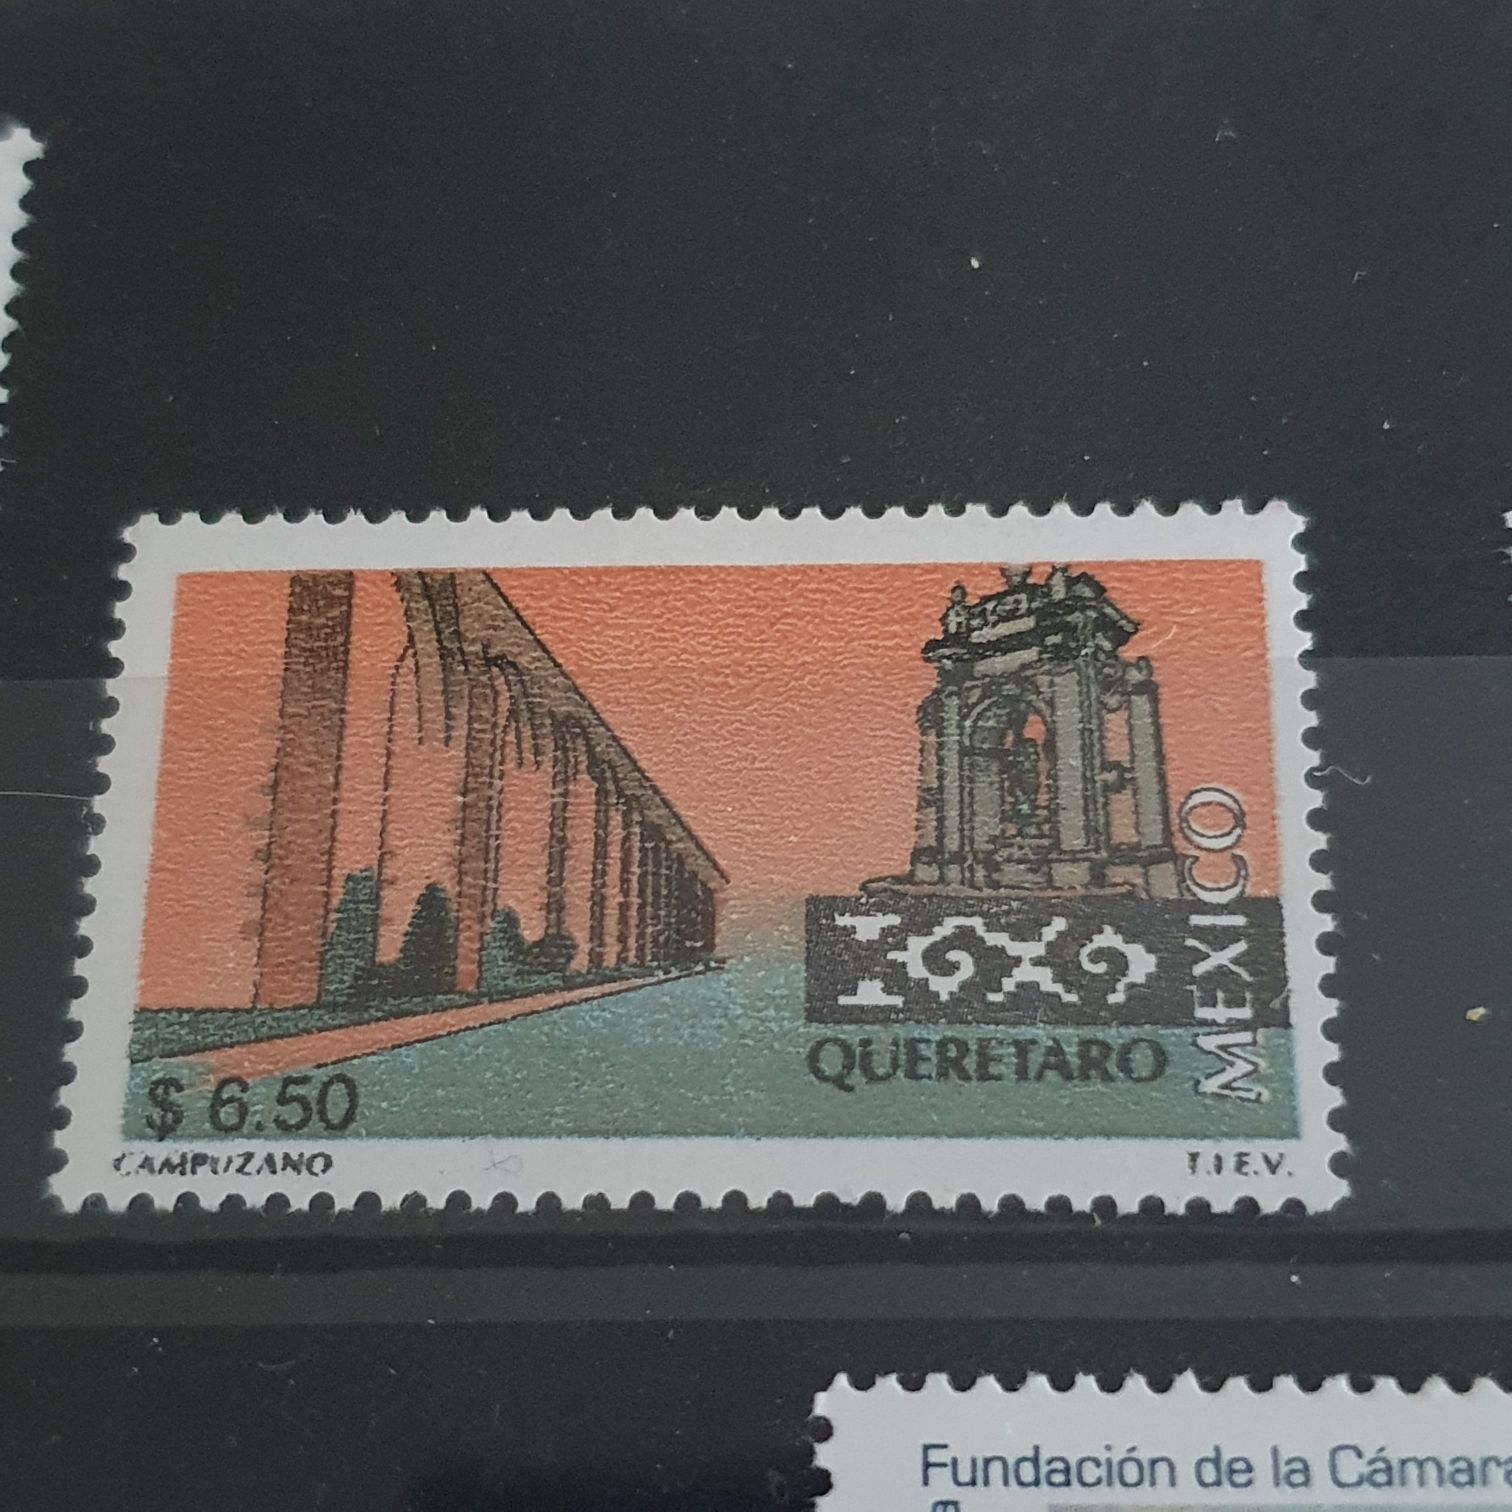 MEXICO
QUERETARO
$ 6.50
CAMPUZANO
T.I.E.V.
Fundación de la Cámara